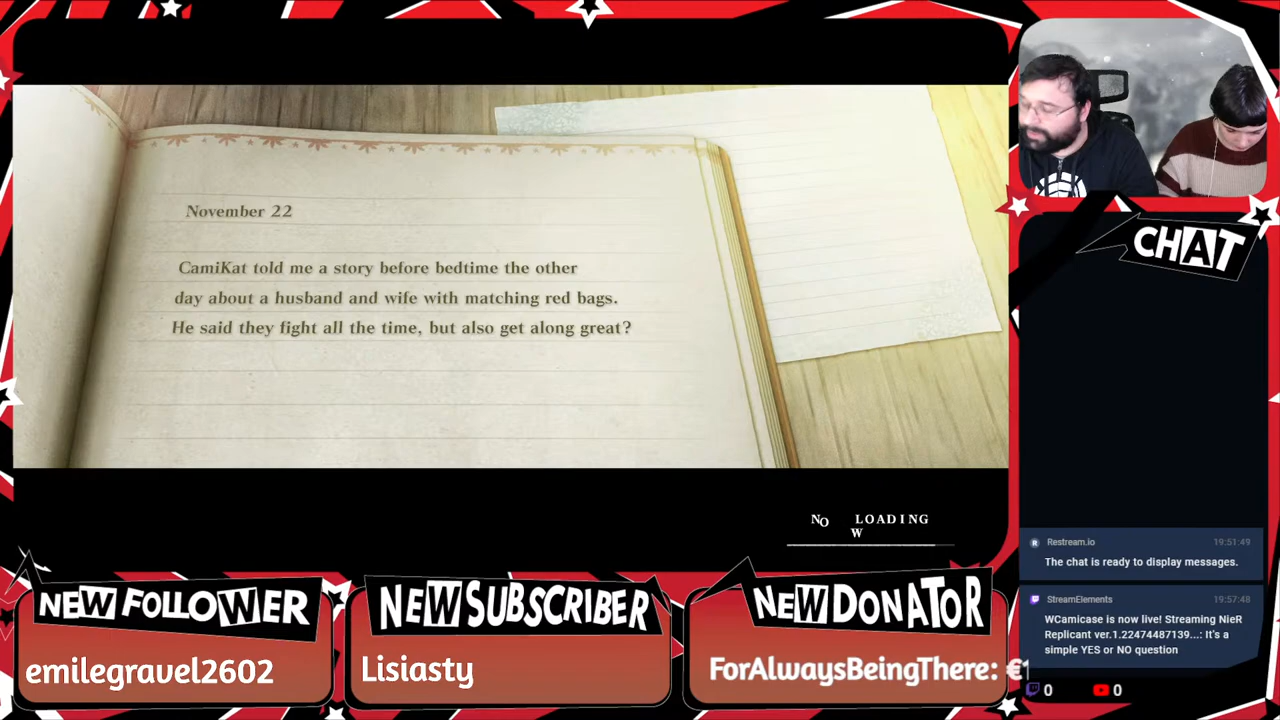 November 22
CamiKat told me a story before bedtime the other
day about a husband and wife with matching red bags.
He said they fight all the time, but also get along great?
NOW LOADING
CHAT
Restream.io
19:51:49
The chat is ready to display messages.
StreamElements
19:57:48
WCamicase is now live! Streaming NieR
Replicant ver.1.22474487139...: It's a
simple YES or NO question
0
0
NEW FOLLOWER
emilegravel2602
NEW SUBSCRIBER
Lisiasty
NEW DONATOR
ForAlwaysBeingThere: €1